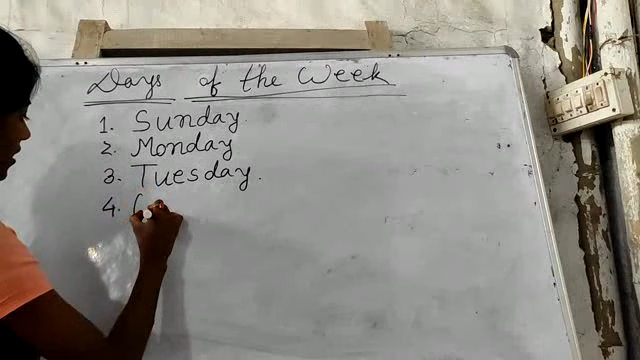 Days of the Week
1. Sunday.
2. Monday
3. Tuesday.
4.